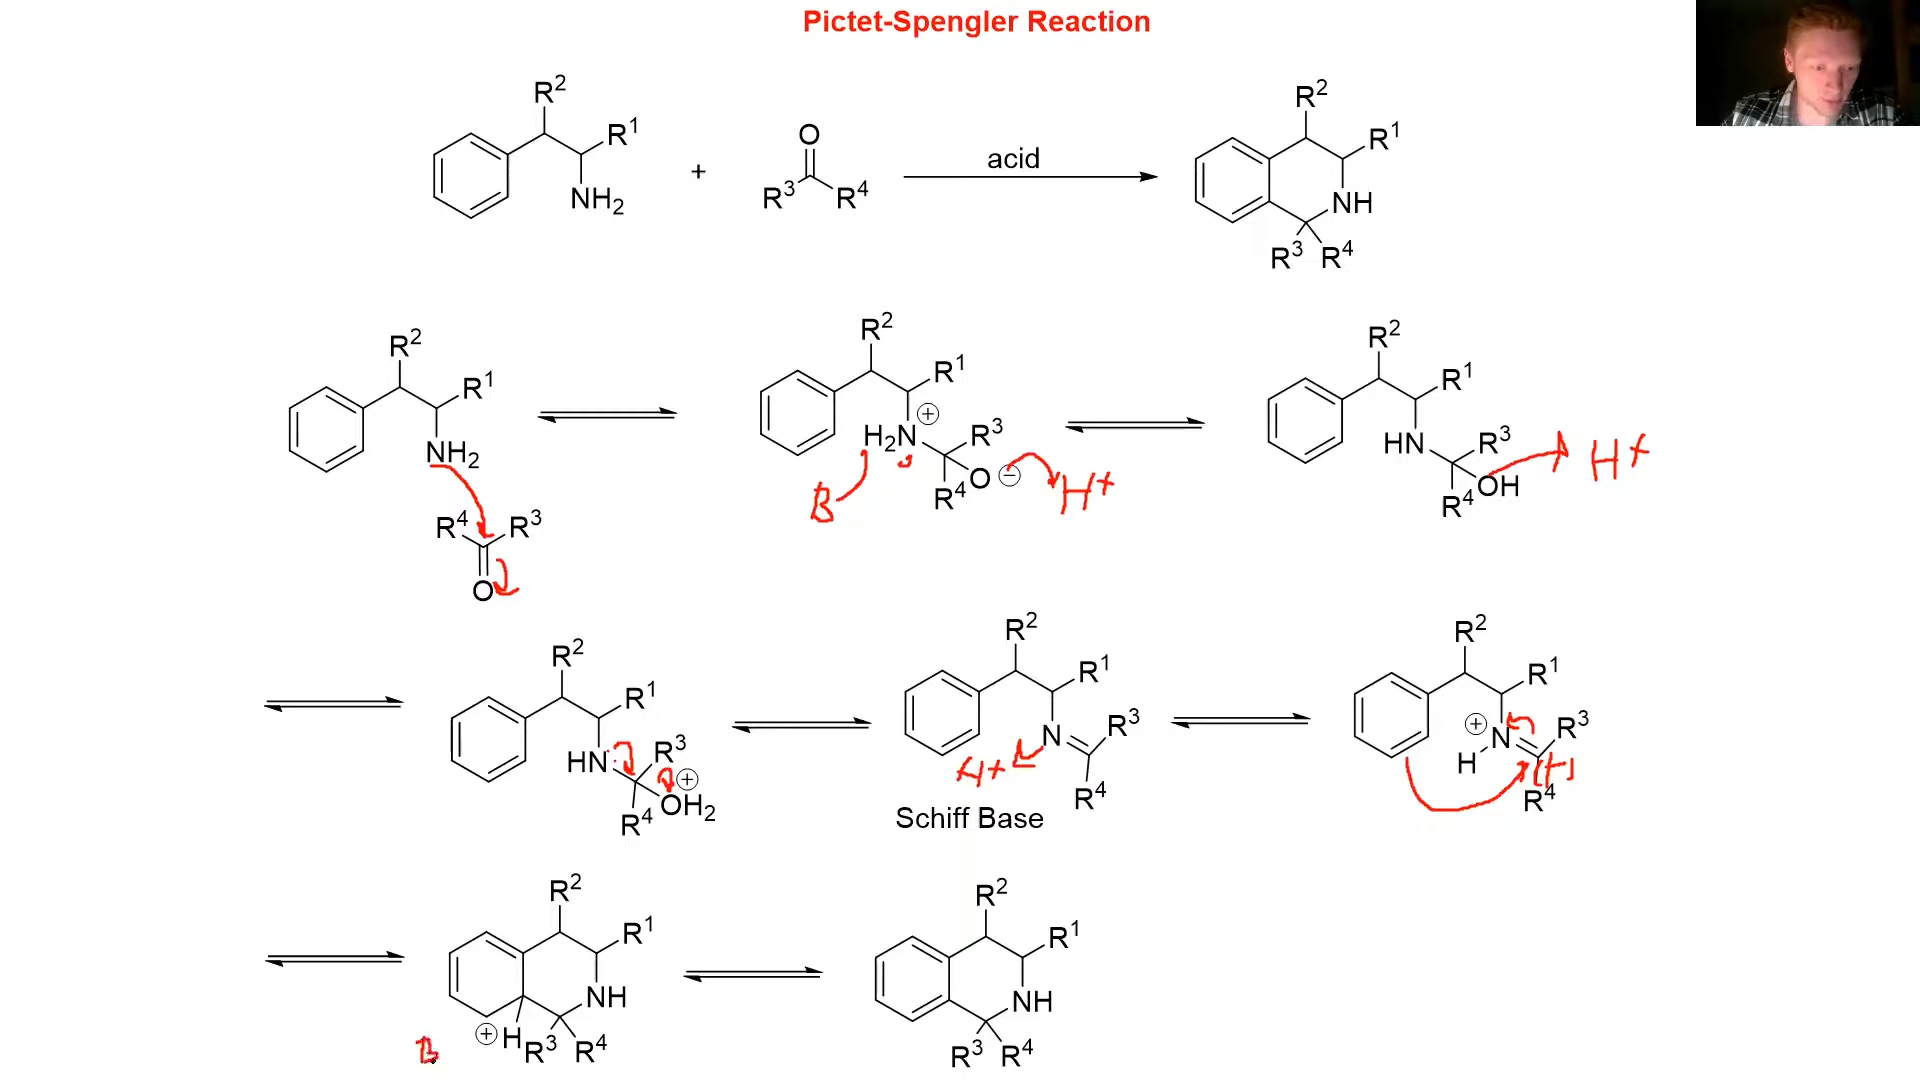 Pictet-Spengler Reaction
R² R¹ NH₂ + O R³ R⁴ acid R² R¹ NH R³ R⁴
R² R¹ NH₂ R⁴ R³ O
R² R¹ ⊕ H₂N R³ R⁴ O ⊖ B H+
R² R¹ HN R³ R⁴ OH H+
R² R¹ HN R³ ⊕ OH₂ R⁴
R² R¹ N R³ R⁴ H+
Schiff Base
R² R¹ ⊕ N H R³ R⁴ (+)
R² R¹ NH ⊕ H R³ R⁴ B
R² R¹ NH R³ R⁴